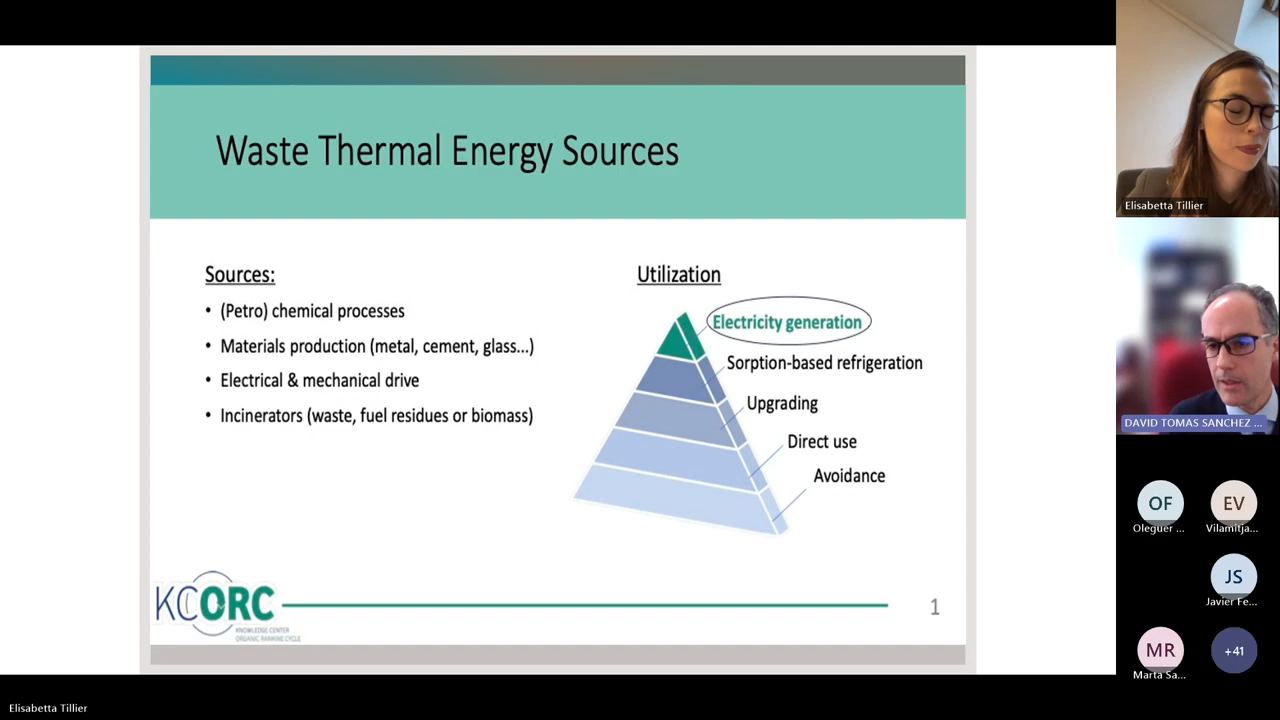 Waste Thermal Energy Sources
Sources:
• (Petro) chemical processes
• Materials production (metal, cement, glass...)
• Electrical & mechanical drive
• Incinerators (waste, fuel residues or biomass)
Utilization
Electricity generation
Sorption-based refrigeration
Upgrading
Direct use
Avoidance
KCORC
KNOWLEDGE CENTER
ORGANIC RANKINE CYCLE
1
Elisabetta Tillier
DAVID TOMAS SANCHEZ ...
OF
Oleguer ...
EV
Vilamitja...
JS
Javier Fe...
MR
Marta Sa...
+41
Elisabetta Tillier